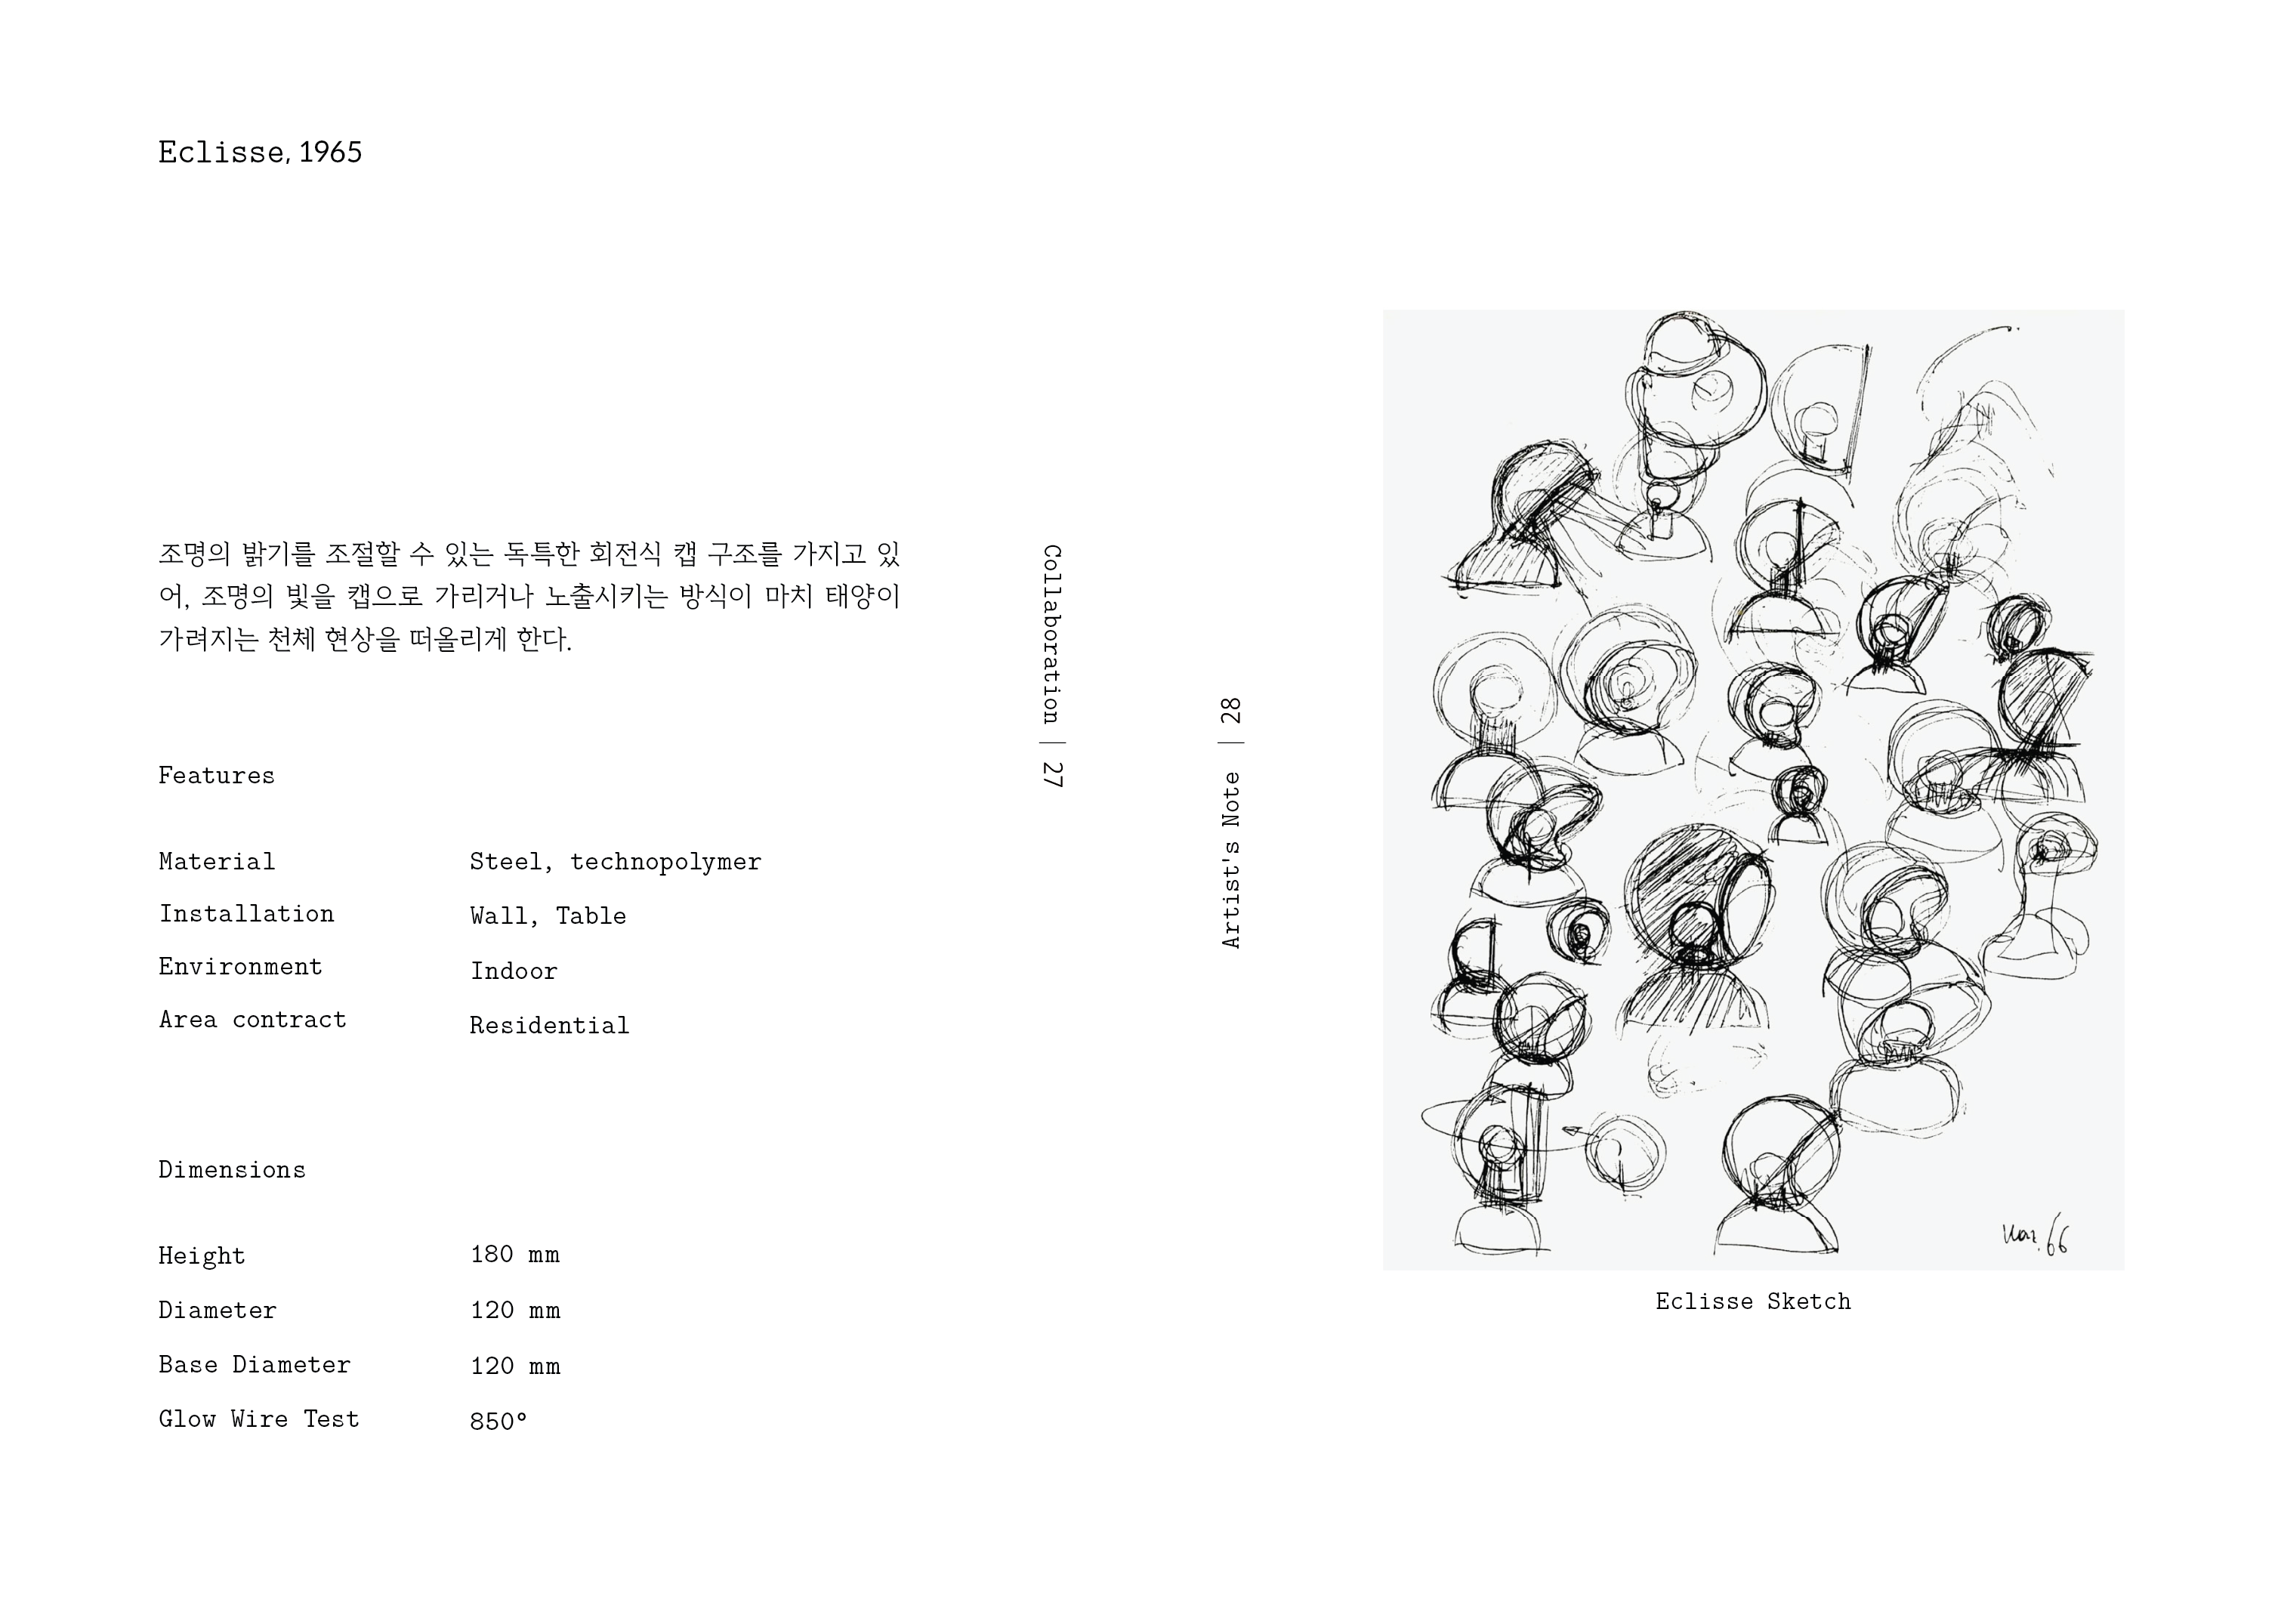 Eclisse, 1965
조명의 밝기를 조절할 수 있는 독특한 회전식 캡 구조를 가지고 있
어, 조명의 빛을 캡으로 가리거나 노출시키는 방식이 마치 태양이
가려지는 천체 현상을 떠올리게 한다.
Features
Material Steel, technopolymer
Installation Wall, Table
Environment Indoor
Area contract Residential
Dimensions
Height 180 mm
Diameter 120 mm
Base Diameter 120 mm
Glow Wire Test 850°
Collaboration | 27
Artist's Note | 28
66
Eclisse Sketch